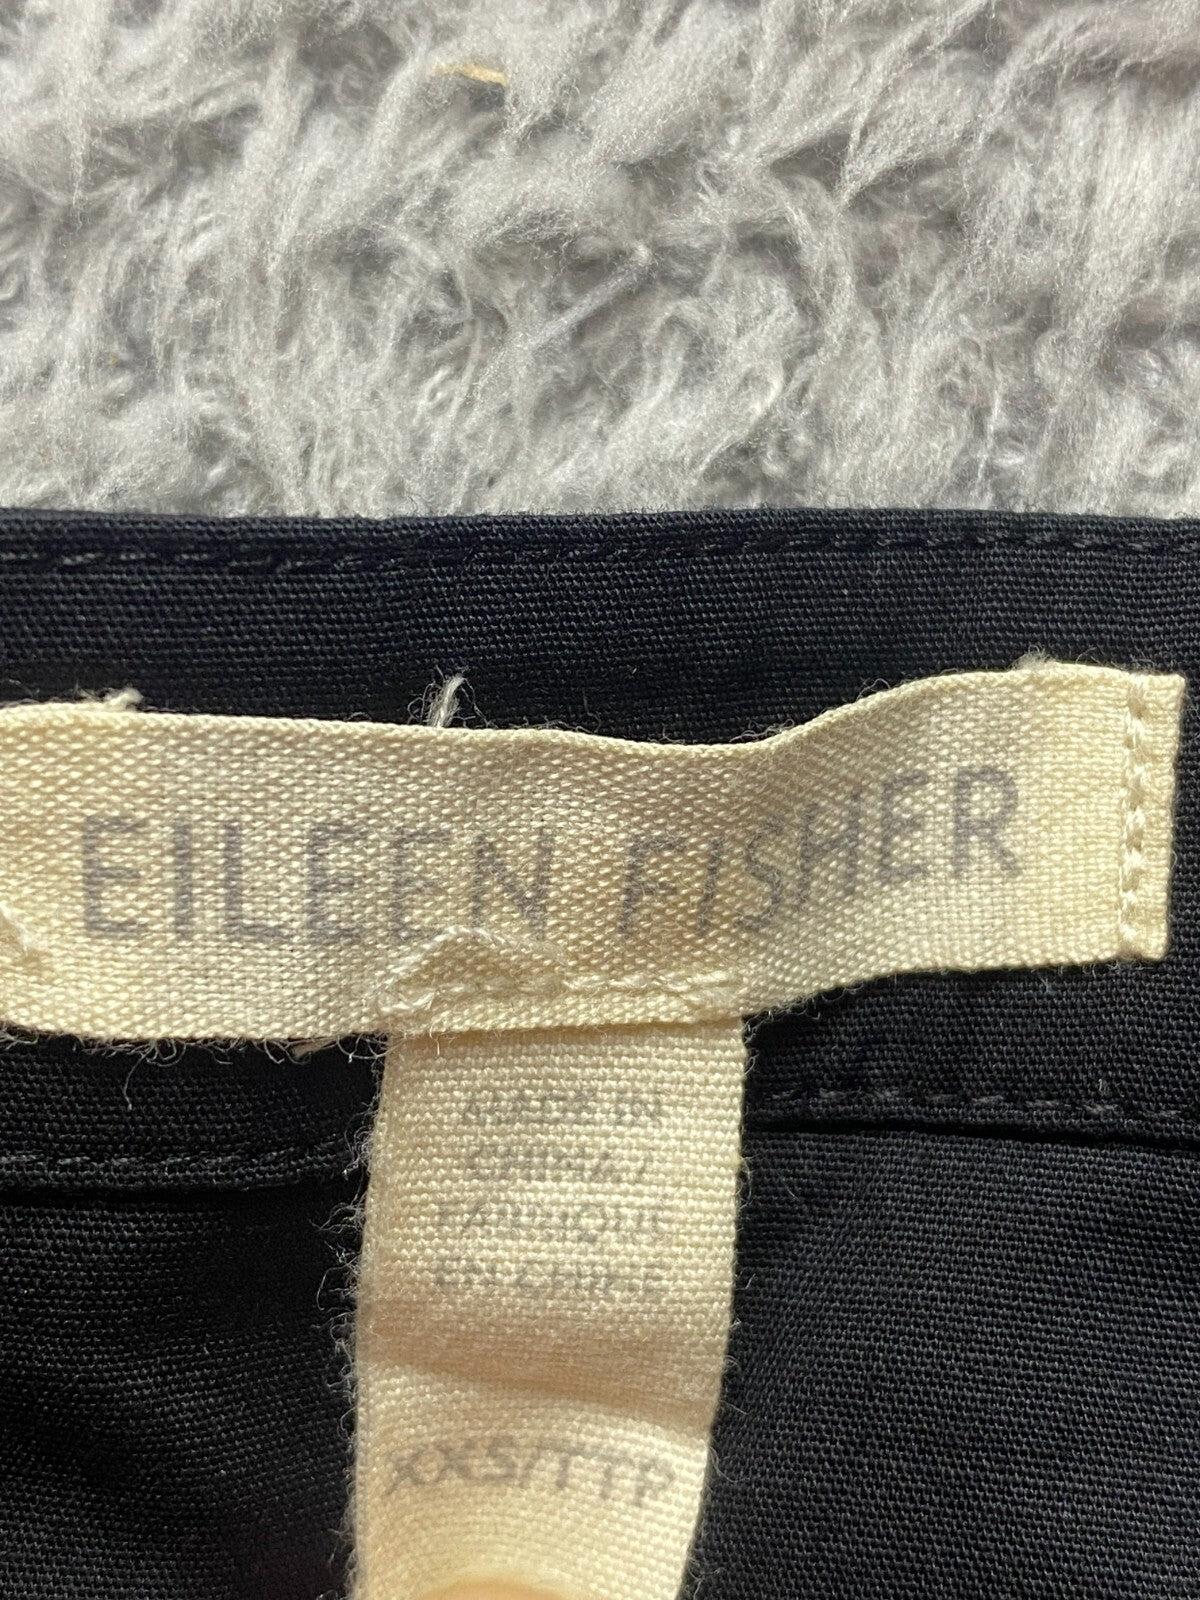 EILEEN FISHER
MADE IN
CHINA /
FABRIQUÉ
EN CHINE
XXS/TTP